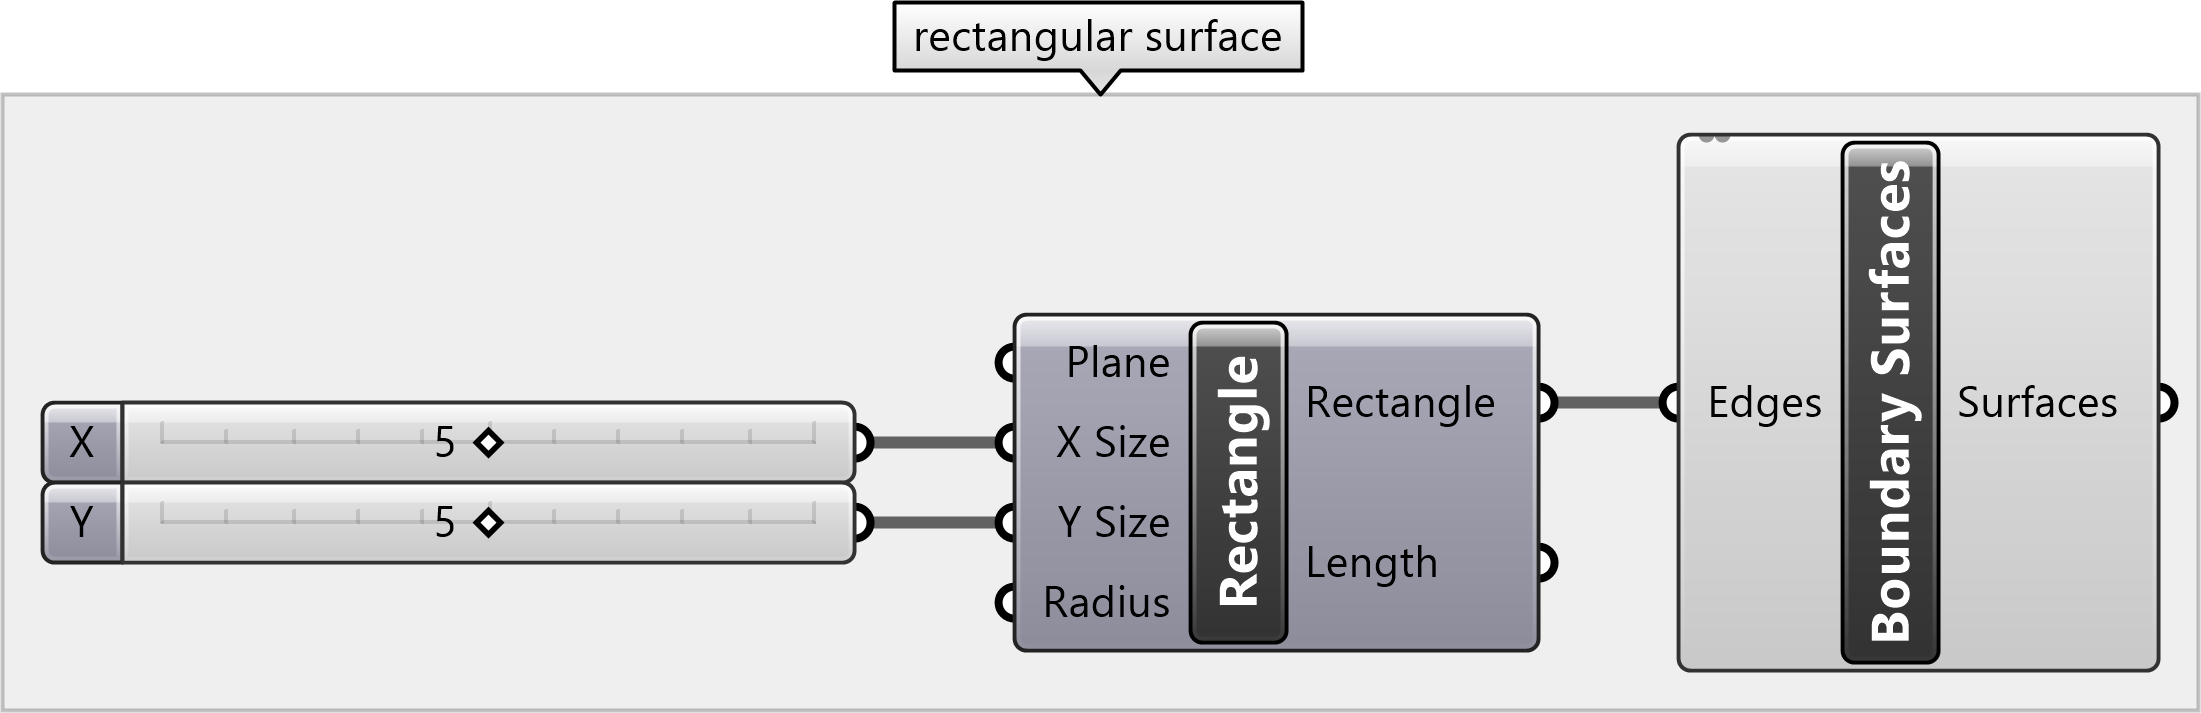 rectangular surface
X
5
Y
5
Plane
X Size
Y Size
Radius
Rectangle
Rectangle
Length
Edges
Boundary Surfaces
Surfaces